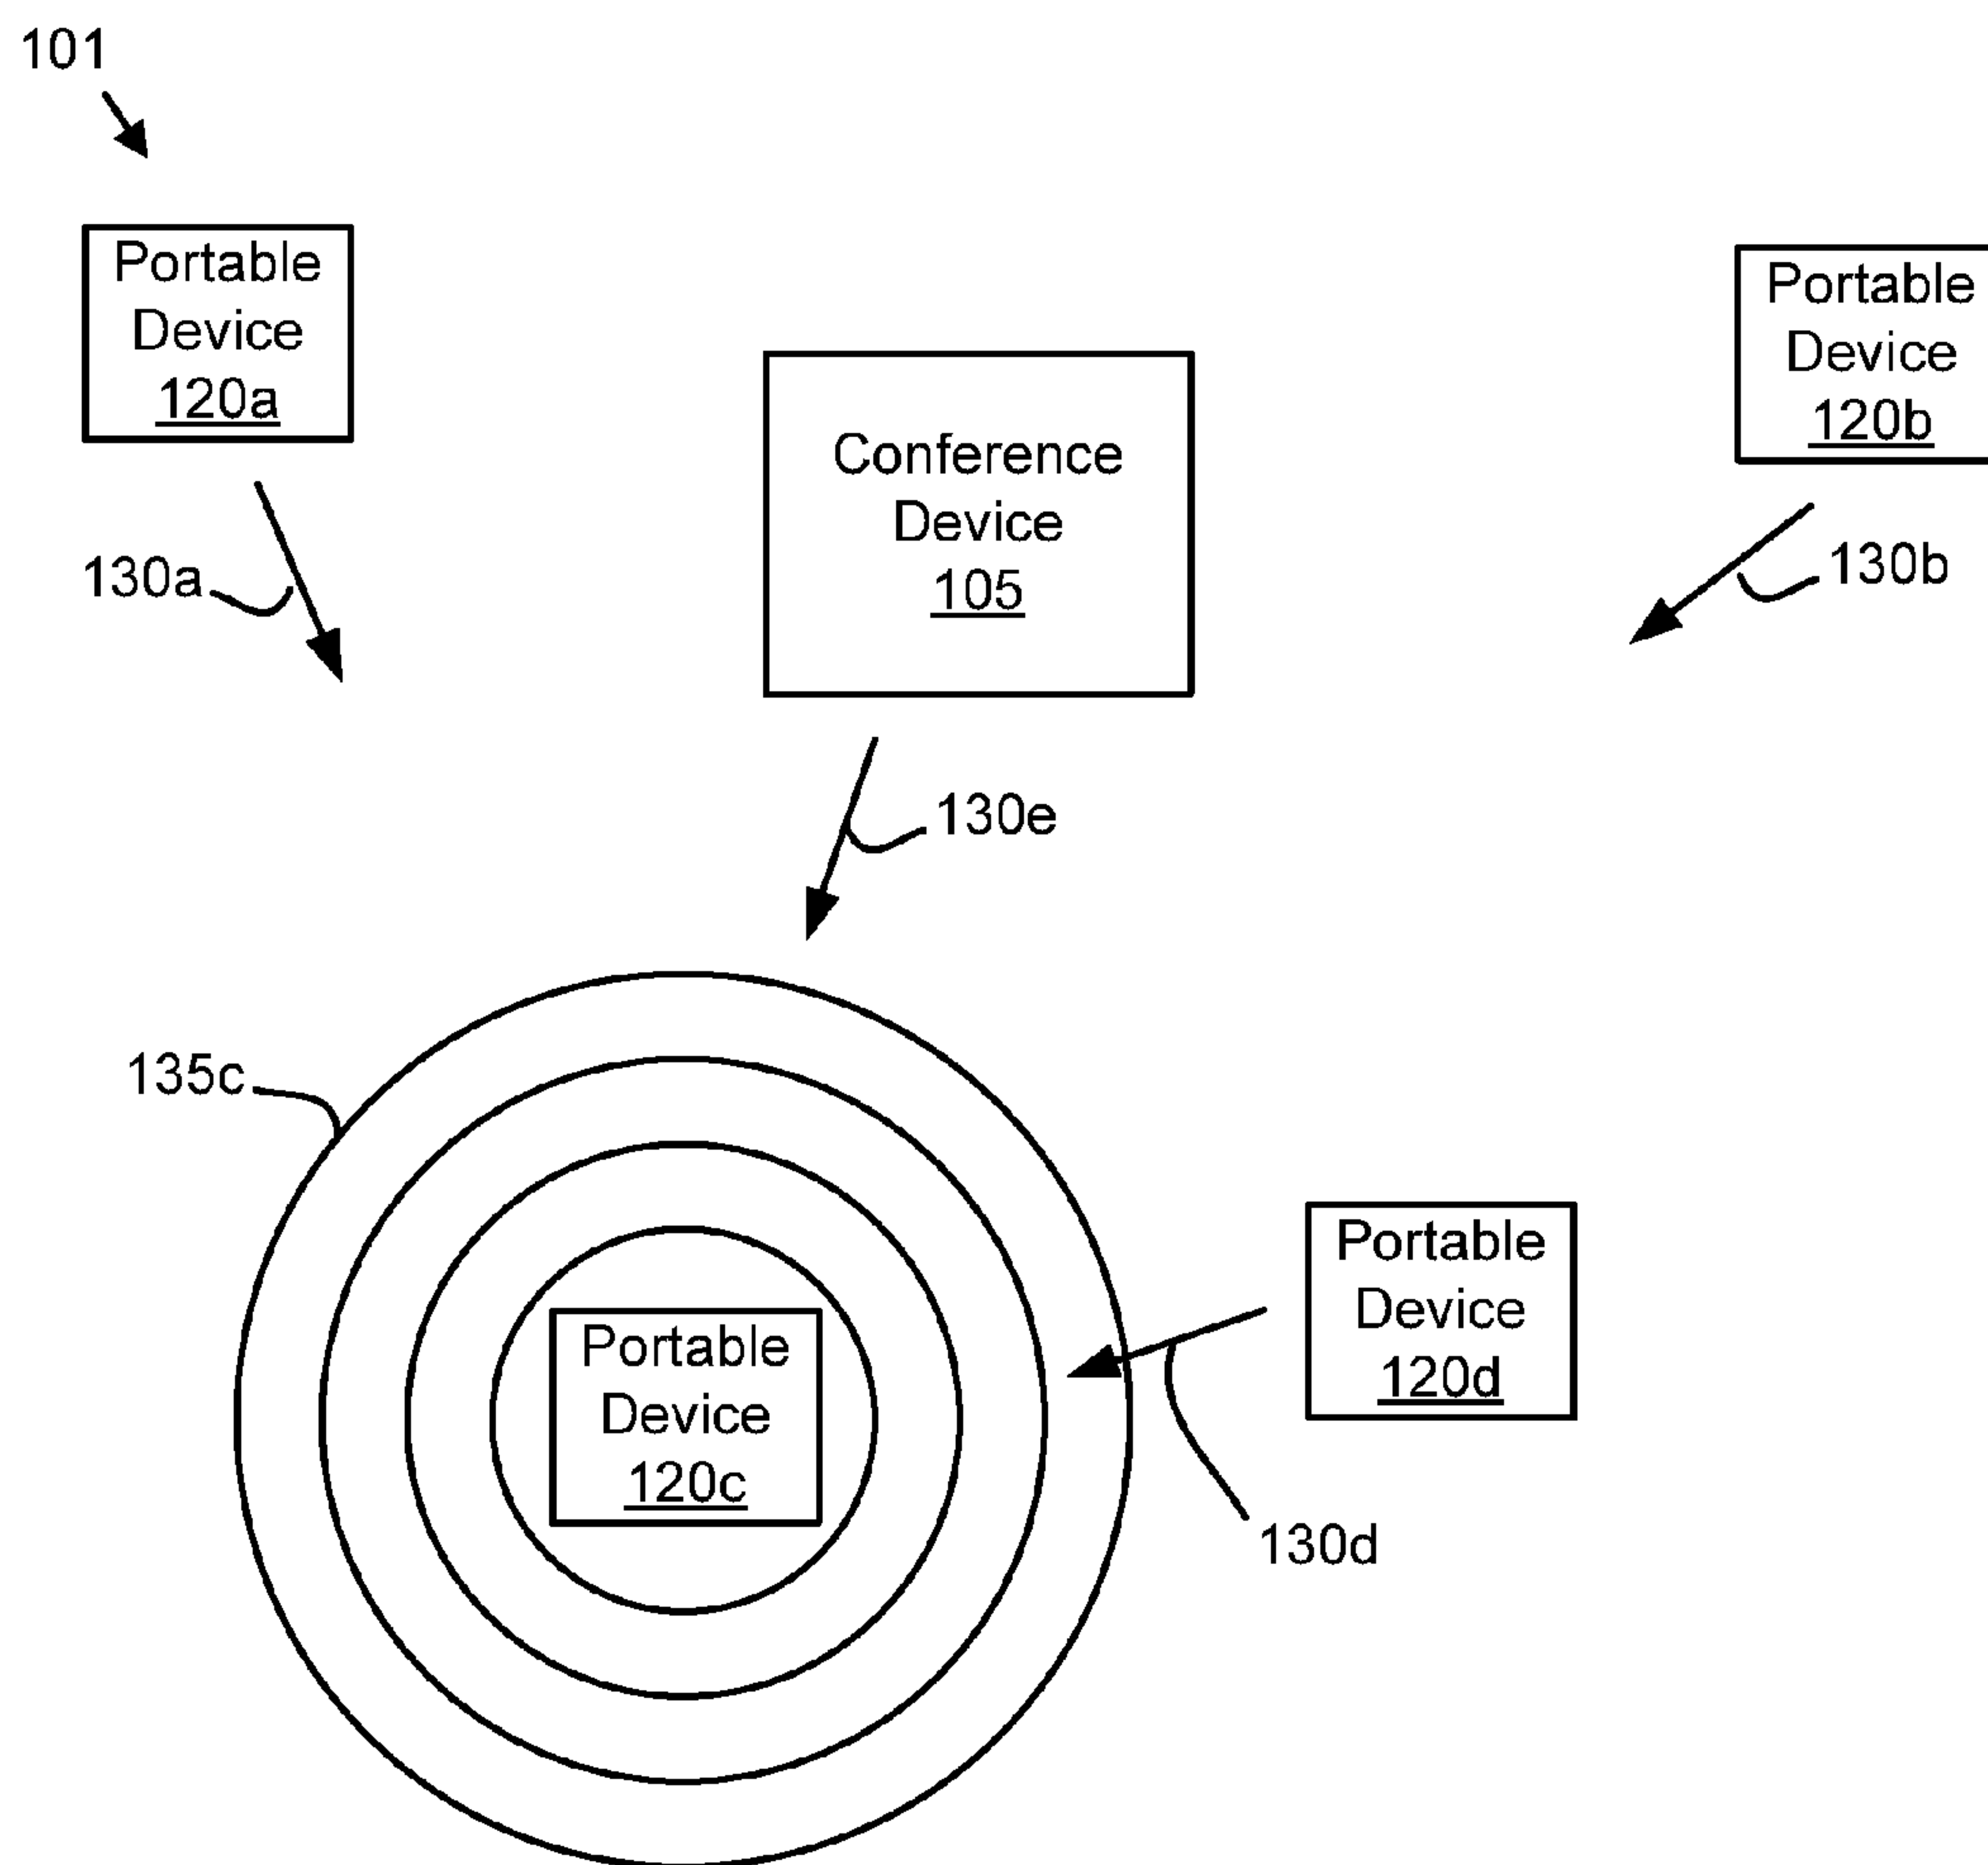 101
Portable
Device
120a
Portable
Device
120b
Conference
Device
105
130a
130b
130e
135c
Portable
Device
120d
Portable
Device
120c
130d